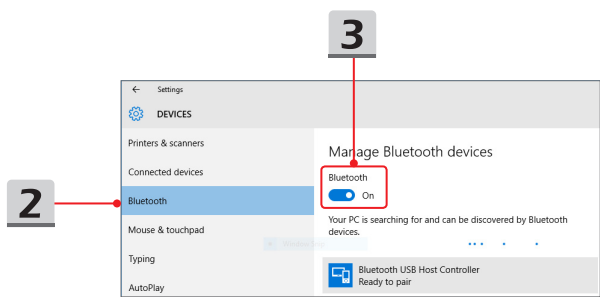 3
← Settings
DEVICES
Printers & scanners
Connected devices
Bluetooth
Mouse & touchpad
Typing
AutoPlay
2
Manage Bluetooth devices
Bluetooth
On
Your PC is searching for and can be discovered by Bluetooth
devices.
Bluetooth USB Host Controller
Ready to pair